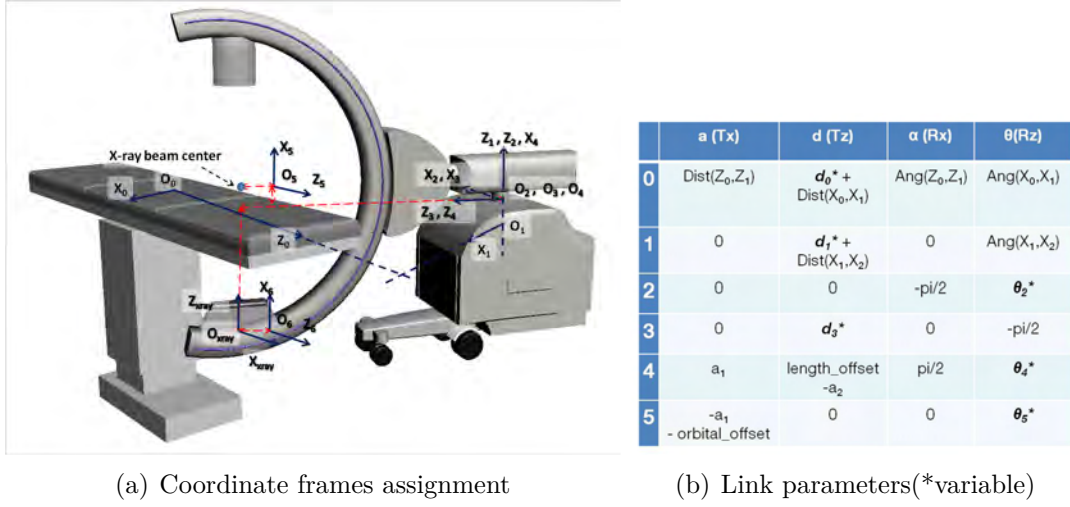 X-ray beam center
X₅
O₅
Z₅
X₀
O₀
Z₀
Z₁, Z₂, X₄
X₂, X₃
O₂, O₃, O₄
Z₃, Z₄
O₁
X₁
Z_xray
X₆
O₆
Z₆
O_xray
X_xray
a (Tx) d (Tz) α (Rx) θ(Rz)
0 Dist(Z₀,Z₁) d₀* + Ang(Z₀,Z₁) Ang(X₀,X₁)
Dist(X₀,X₁)
1 0 d₁* + 0 Ang(X₁,X₂)
Dist(X₁,X₂)
2 0 0 -pi/2 θ₂*
3 0 d₃* 0 -pi/2
4 a₁ length_offset pi/2 θ₄*
-a₂
5 -a₁ 0 0 θ₅*
- orbital_offset
(a) Coordinate frames assignment
(b) Link parameters(*variable)